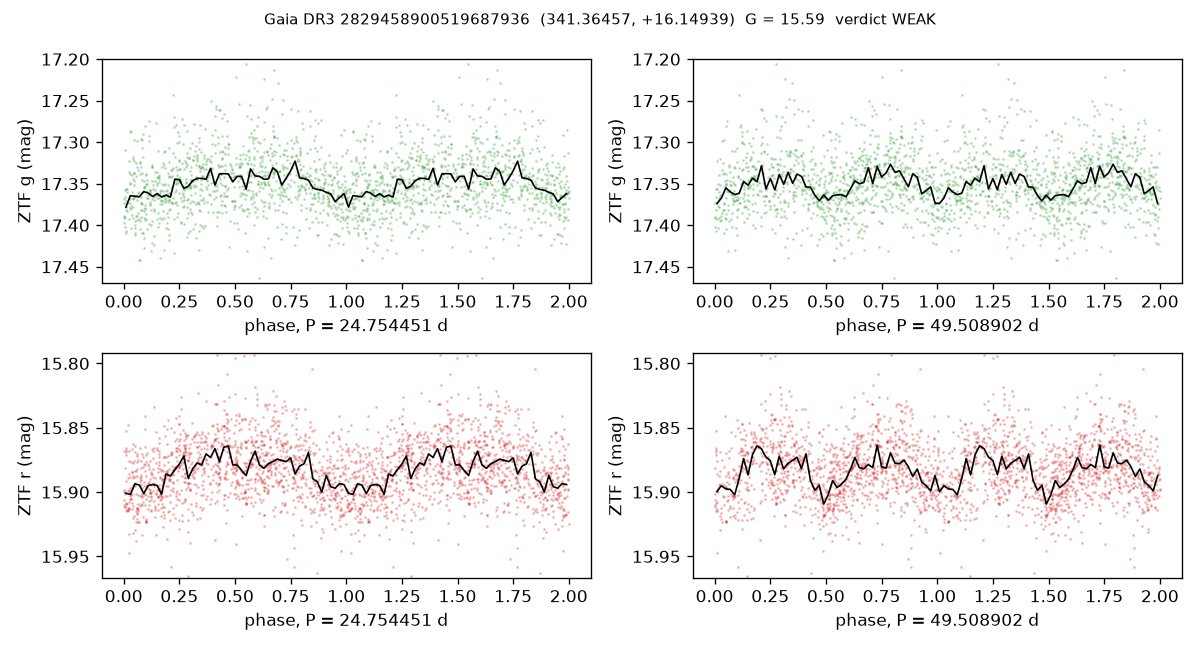 Gaia DR3 2829458900519687936 (341.36457, +16.14939) G = 15.59 verdict WEAK
17.20
17.25
17.30
17.35
17.40
17.45
ZTF g (mag)
0.00 0.25 0.50 0.75 1.00 1.25 1.50 1.75 2.00
phase, P = 24.754451 d
17.20
17.25
17.30
17.35
17.40
17.45
ZTF g (mag)
0.00 0.25 0.50 0.75 1.00 1.25 1.50 1.75 2.00
phase, P = 49.508902 d
15.80
15.85
15.90
15.95
ZTF r (mag)
0.00 0.25 0.50 0.75 1.00 1.25 1.50 1.75 2.00
phase, P = 24.754451 d
15.80
15.85
15.90
15.95
ZTF r (mag)
0.00 0.25 0.50 0.75 1.00 1.25 1.50 1.75 2.00
phase, P = 49.508902 d